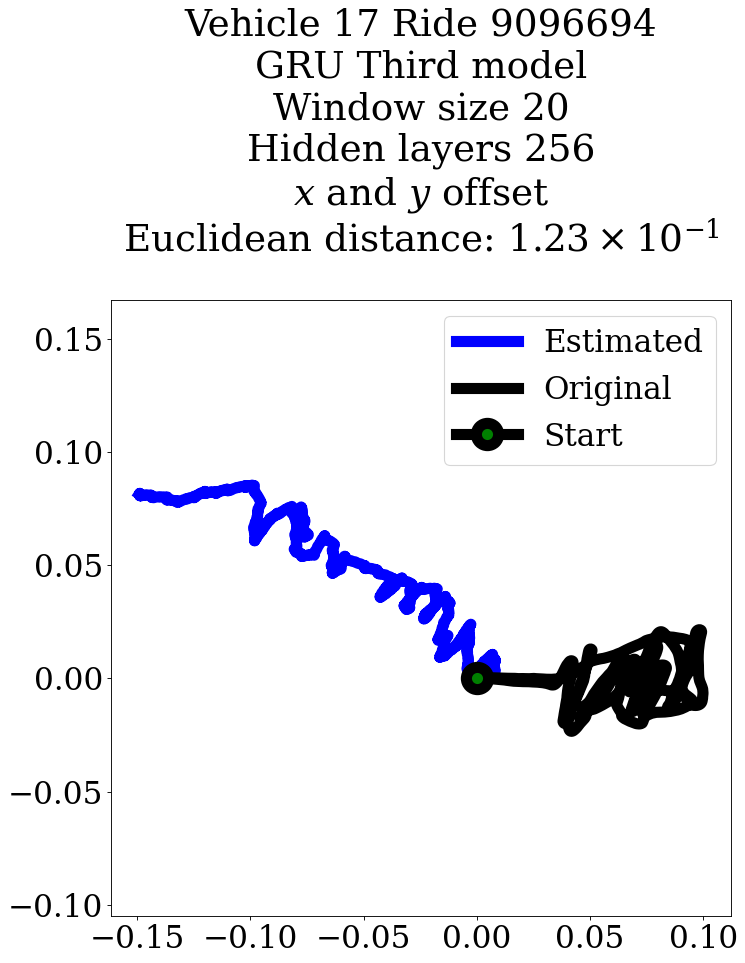 Vehicle 17 Ride 9096694
GRU Third model
Window size 20
Hidden layers 256
x and y offset
Euclidean distance: 1.23 × 10⁻¹
Estimated
Original
Start
0.15
0.10
0.05
0.00
−0.05
−0.10
−0.15 −0.10 −0.05 0.00 0.05 0.10